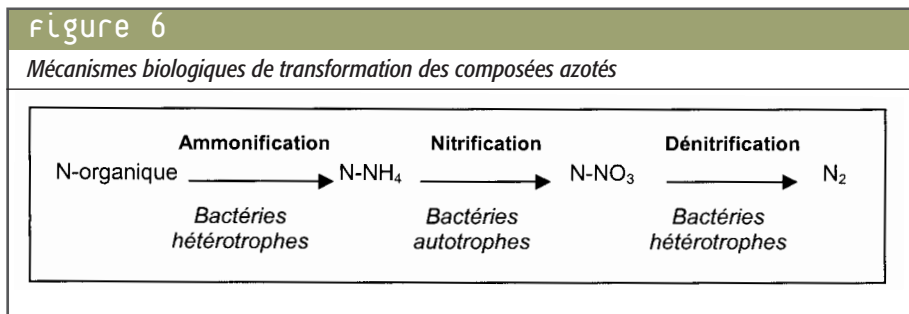 Figure 6
Mécanismes biologiques de transformation des composées azotés
Ammonification Nitrification Dénitrification
N-organique N-NH₄ N-NO₃ N₂
Bactéries Bactéries Bactéries
hétérotrophes autotrophes hétérotrophes